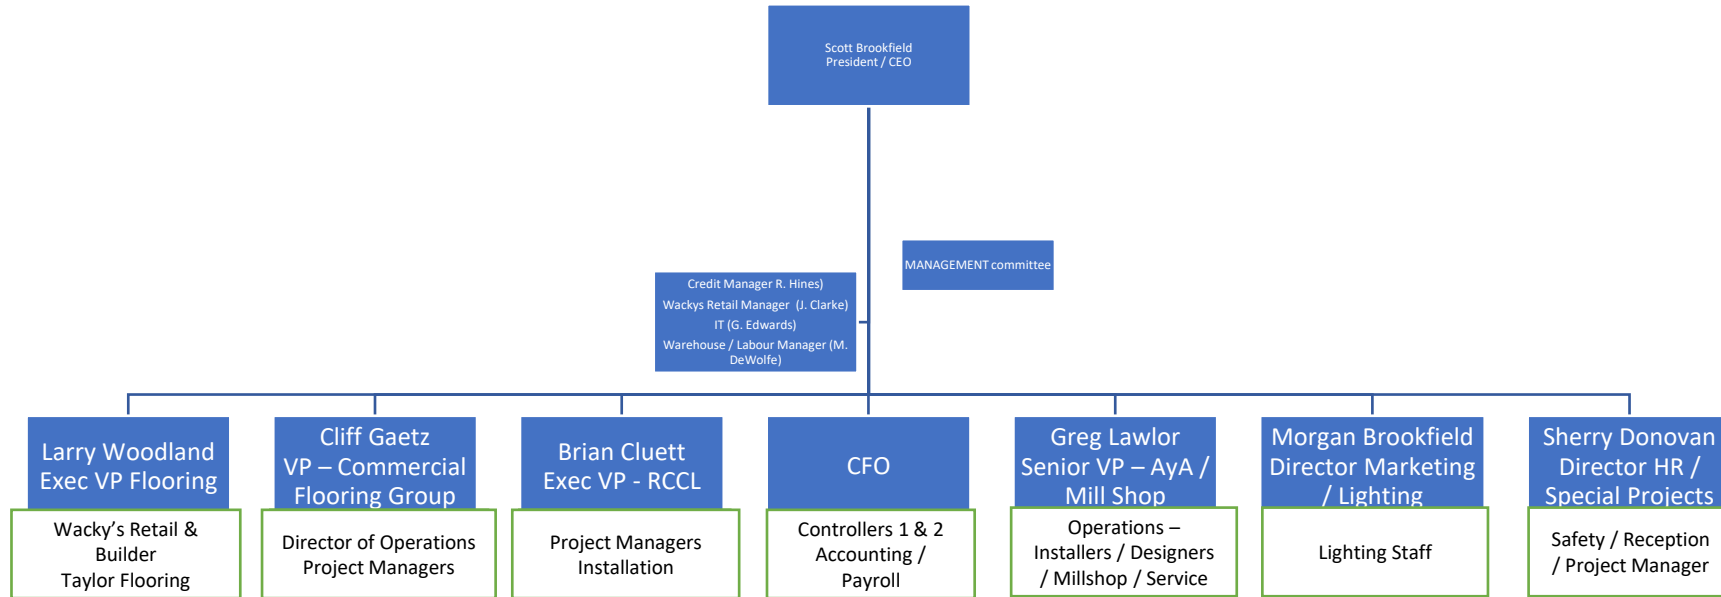 Scott Brookfield
President / CEO
MANAGEMENT committee
Credit Manager R. Hines)
Wackys Retail Manager (J. Clarke)
IT (G. Edwards)
Warehouse / Labour Manager (M.
DeWolfe)
Larry Woodland
Exec VP Flooring
Wacky's Retail &
Builder
Taylor Flooring
Cliff Gaetz
VP – Commercial
Flooring Group
Director of Operations
Project Managers
Brian Cluett
Exec VP - RCCL
Project Managers
Installation
CFO
Controllers 1 & 2
Accounting /
Payroll
Greg Lawlor
Senior VP – AyA /
Mill Shop
Operations –
Installers / Designers
/ Millshop / Service
Morgan Brookfield
Director Marketing
/ Lighting
Lighting Staff
Sherry Donovan
Director HR /
Special Projects
Safety / Reception
/ Project Manager